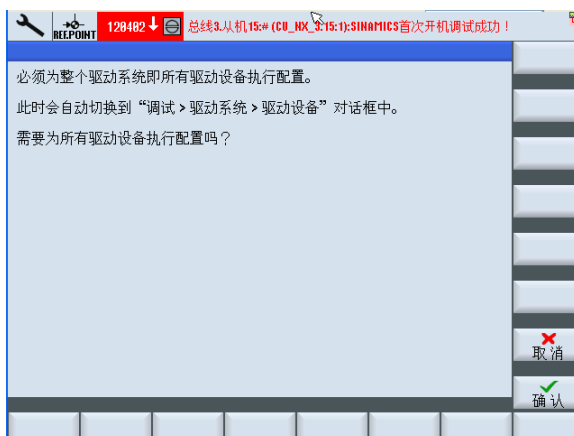 REF.POINT 120402 总线3.从机15:# (CU_NX_3.15:1):SINAMICS首次开机调试成功！
必须为整个驱动系统即所有驱动设备执行配置。
此时会自动切换到“调试>驱动系统>驱动设备”对话框中。
需要为所有驱动设备执行配置吗？
取消
确认